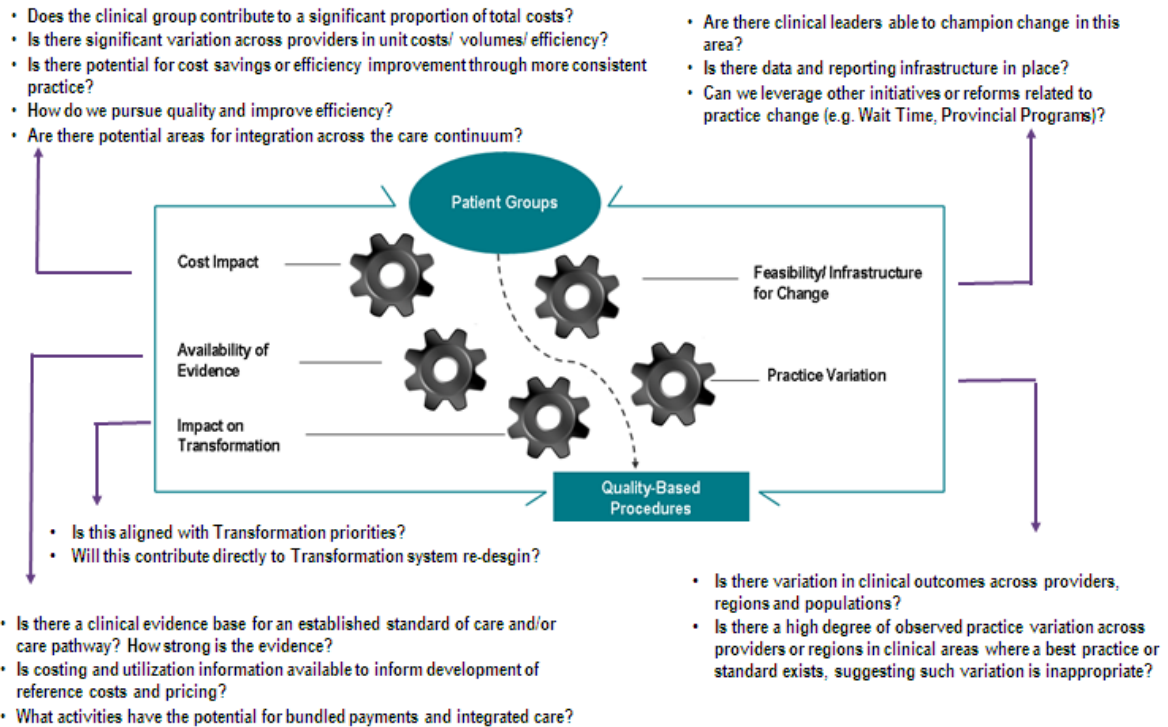 • Does the clinical group contribute to a significant proportion of total costs?
• Is there significant variation across providers in unit costs/ volumes/ efficiency?
• Is there potential for cost savings or efficiency improvement through more consistent
practice?
• How do we pursue quality and improve efficiency?
• Are there potential areas for integration across the care continuum?
• Are there clinical leaders able to champion change in this
area?
• Is there data and reporting infrastructure in place?
• Can we leverage other initiatives or reforms related to
practice change (e.g. Wait Time, Provincial Programs)?
Patient Groups
Cost Impact
Feasibility/ Infrastructure
for Change
Availability of
Evidence
Practice Variation
Impact on
Transformation
Quality-Based
Procedures
• Is this aligned with Transformation priorities?
• Will this contribute directly to Transformation system re-desgin?
• Is there a clinical evidence base for an established standard of care and/or
care pathway? How strong is the evidence?
• Is costing and utilization information available to inform development of
reference costs and pricing?
• What activities have the potential for bundled payments and integrated care?
• Is there variation in clinical outcomes across providers,
regions and populations?
• Is there a high degree of observed practice variation across
providers or regions in clinical areas where a best practice or
standard exists, suggesting such variation is inappropriate?